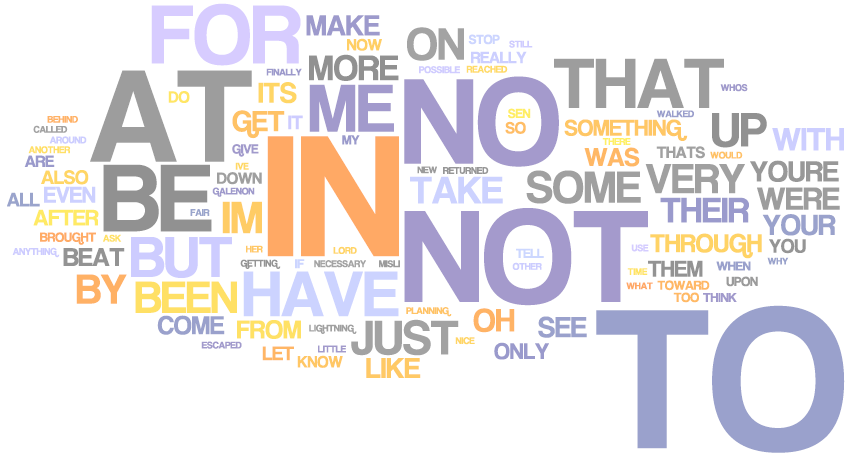 FOR
MAKE
NOW
FINALLY
ON
STOP
STILL
REALLY
POSSIBLE
REACHED
MORE
AT
DO
ITS
GET
IT
ME
MY
NO
SEN
SO
THAT
WHOS
WALKED
SOMETHING
THERE
UP
WITH
BEHIND
CALLED
AROUND
ANOTHER
ARE
GIVE
IVE
DOWN
GALENON
IN
NEW
RETURNED
WAS
THATS
WOULD
ALSO
ALL
EVEN
AFTER
BE
FAIR
IM
TAKE
SOME
VERY
YOURE
WERE
THEIR
YOUR
BROUGHT
ASK
ANYTHING
BEAT
BUT
HER
LORD
GETTING
IF
NECESSARY
MISLI
NOT
TELL
OTHER
USE
THROUGH
YOU
WHY
BY
BEEN
HAVE
TIME
THEM
WHEN
WHAT
TOWARD
UPON
TOO
THINK
PLANNING
COME
FROM
LIGHTNING
JUST
OH
SEE
TO
ESCAPED
LET
LITTLE
KNOW
NICE
ONLY
LIKE